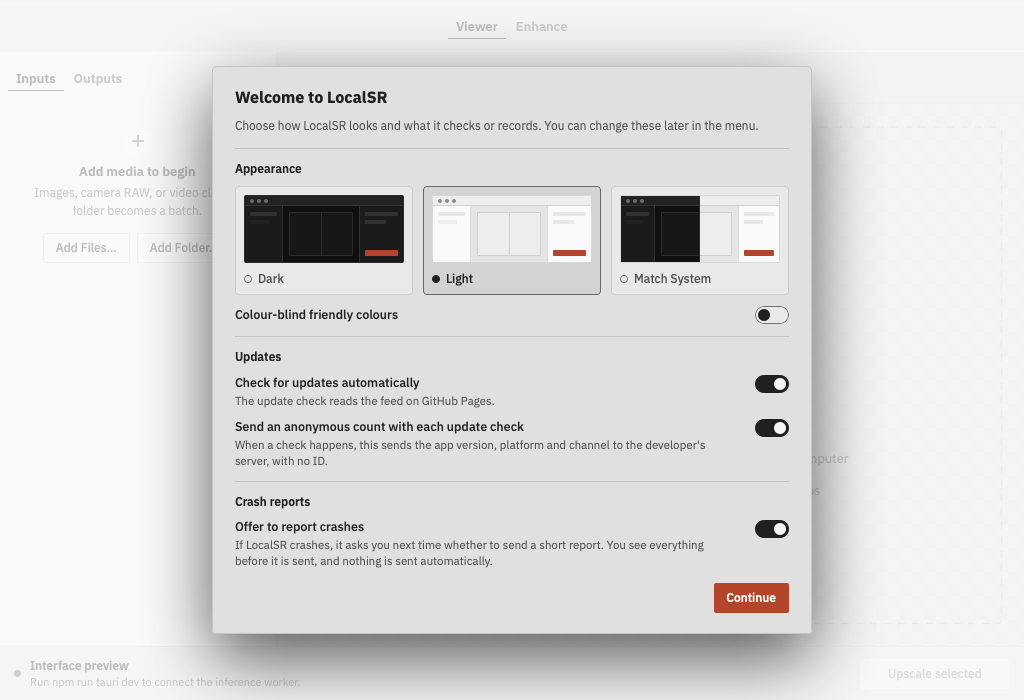 Viewer Enhance
Inputs Outputs
Add media to begin
Images, camera RAW, or video
folder becomes a batch.
Add Files... Add Folder.
Welcome to LocalSR
Choose how LocalSR looks and what it checks or records. You can change these later in the menu.
Appearance
Dark
Light
Match System
Colour-blind friendly colours
Updates
Check for updates automatically
The update check reads the feed on GitHub Pages.
Send an anonymous count with each update check
When a check happens, this sends the app version, platform and channel to the developer's
server, with no ID.
Crash reports
Offer to report crashes
If LocalSR crashes, it asks you next time whether to send a short report. You see everything
before it is sent, and nothing is sent automatically.
Continue
Interface preview
Run npm run tauri dev to connect the inference worker.
Upscale selected